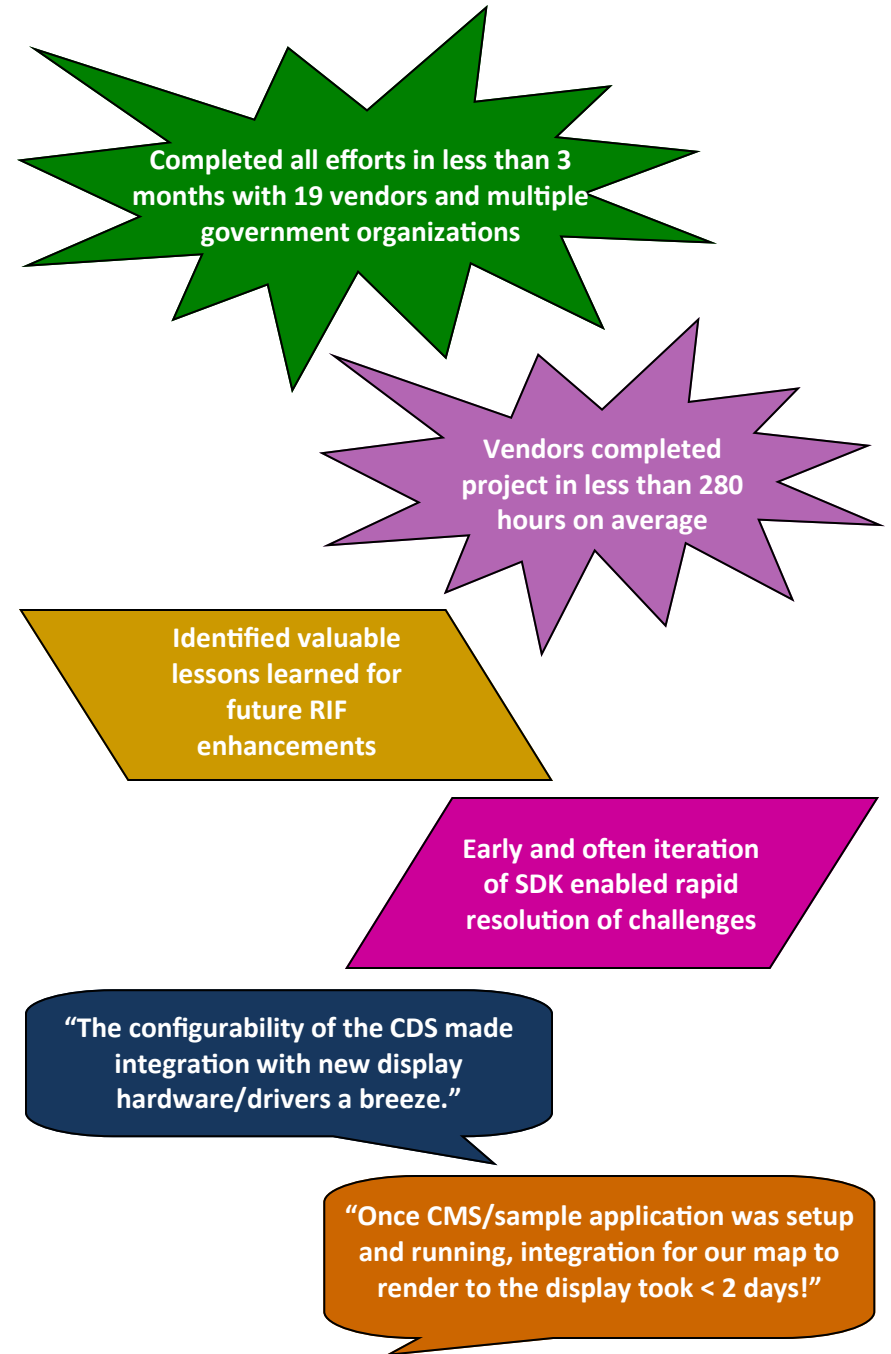 Completed all efforts in less than 3
months with 19 vendors and multiple
government organizations
Vendors completed
project in less than 280
hours on average
Identified valuable
lessons learned for
future RIF
enhancements
Early and often iteration
of SDK enabled rapid
resolution of challenges
“The configurability of the CDS made
integration with new display
hardware/drivers a breeze.”
“Once CMS/sample application was setup
and running, integration for our map to
render to the display took < 2 days!”